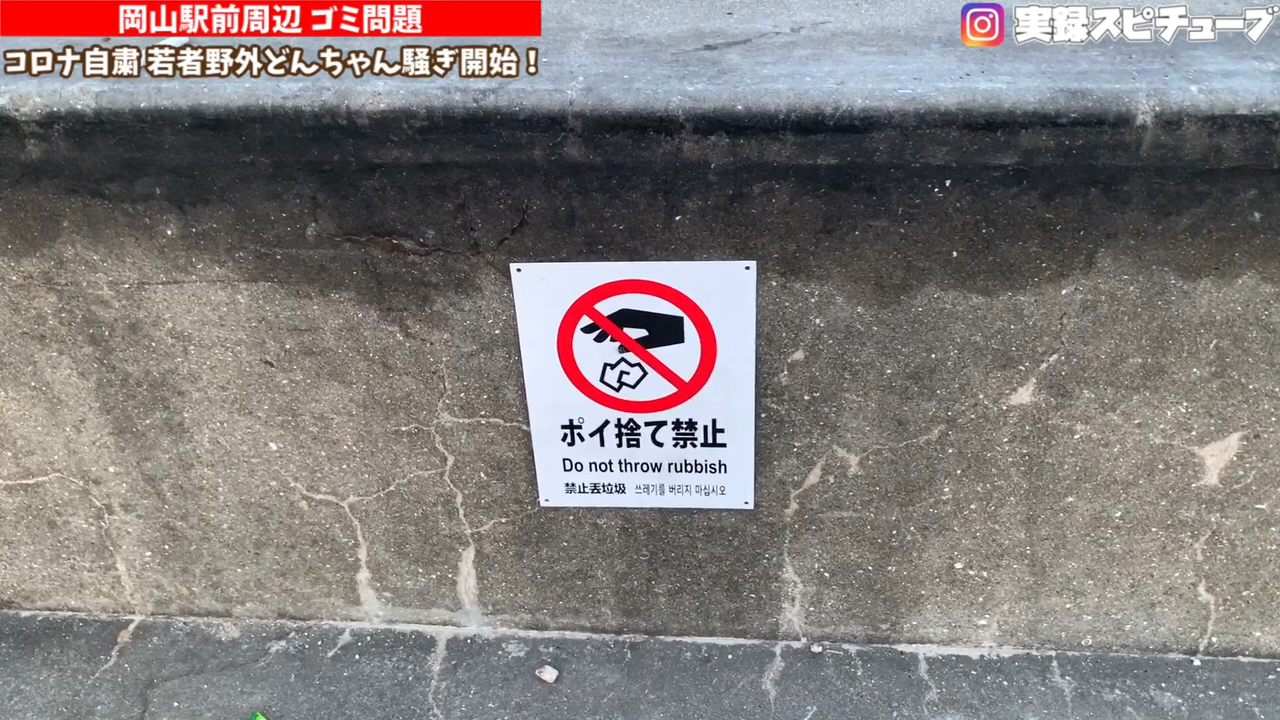 岡山駅前周辺 ゴミ問題
コロナ自粛 若者野外どんちゃん騒ぎ開始！
実録スピチューブ
ポイ捨て禁止
Do not throw rubbish
禁止丢垃圾 쓰레기를 버리지 마십시오